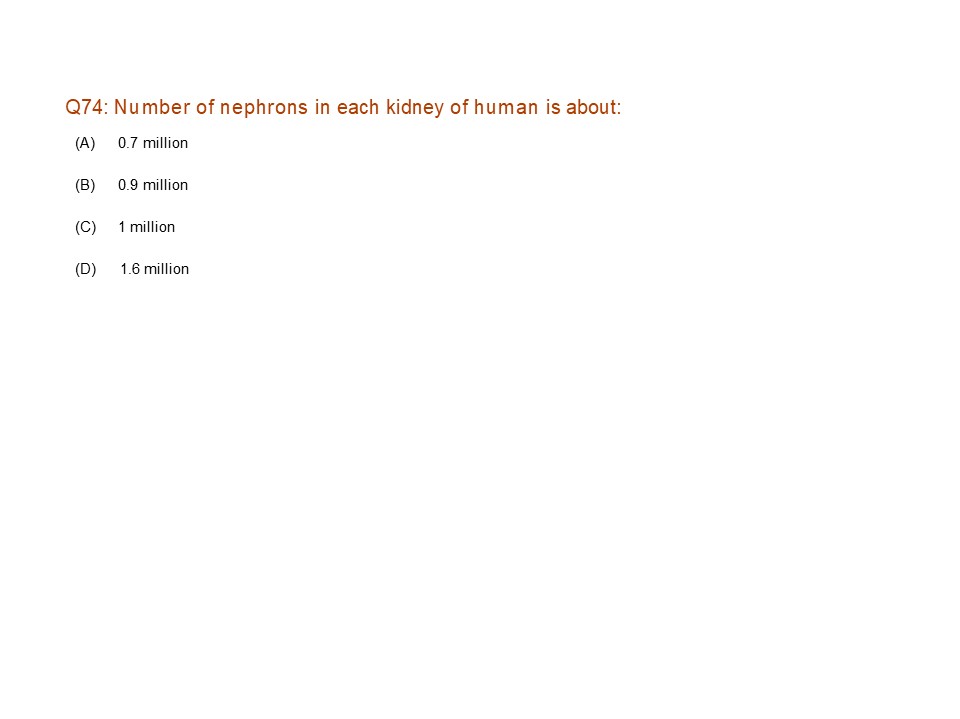 Q74: Number of nephrons in each kidney of human is about:
(A) 0.7 million
(B) 0.9 million
(C) 1 million
(D) 1.6 million